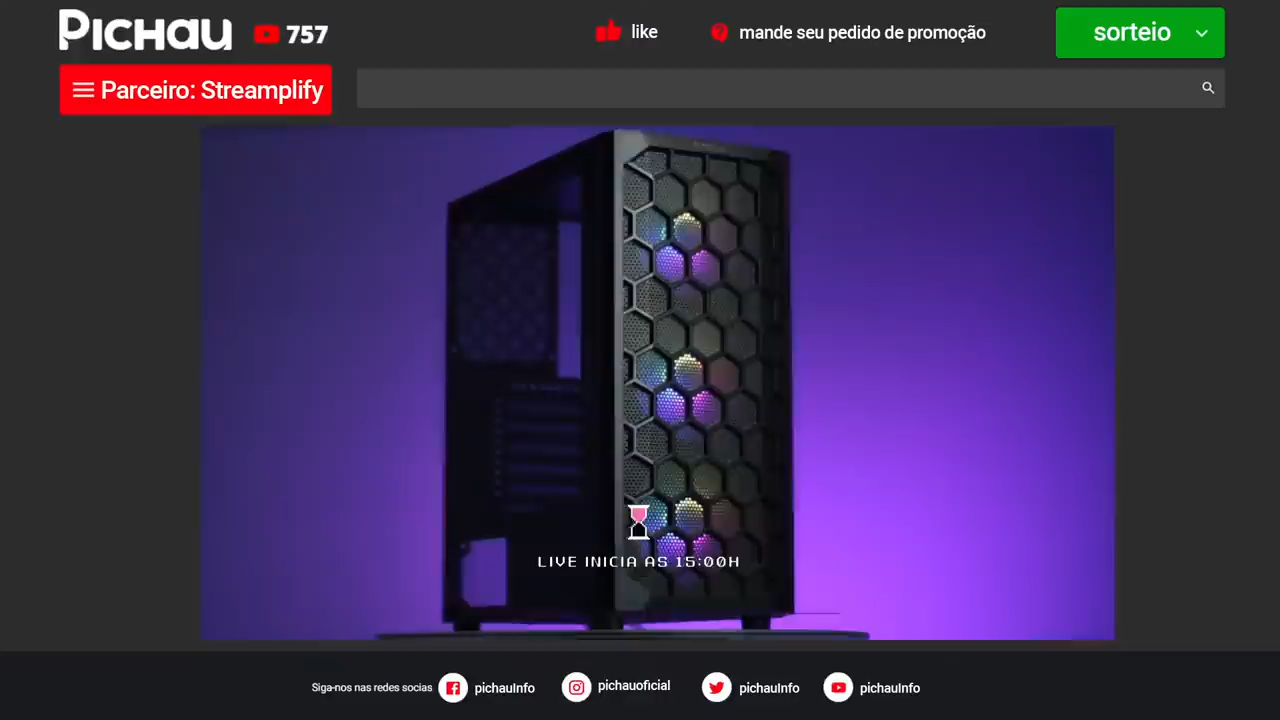 PICHAU
757
like
mande seu pedido de promoção
sorteio
Parceiro: Streamplify
LIVE INICIA AS 15:00H
Siga-nos nas redes socias
pichauInfo
pichauoficial
pichauInfo
pichauInfo